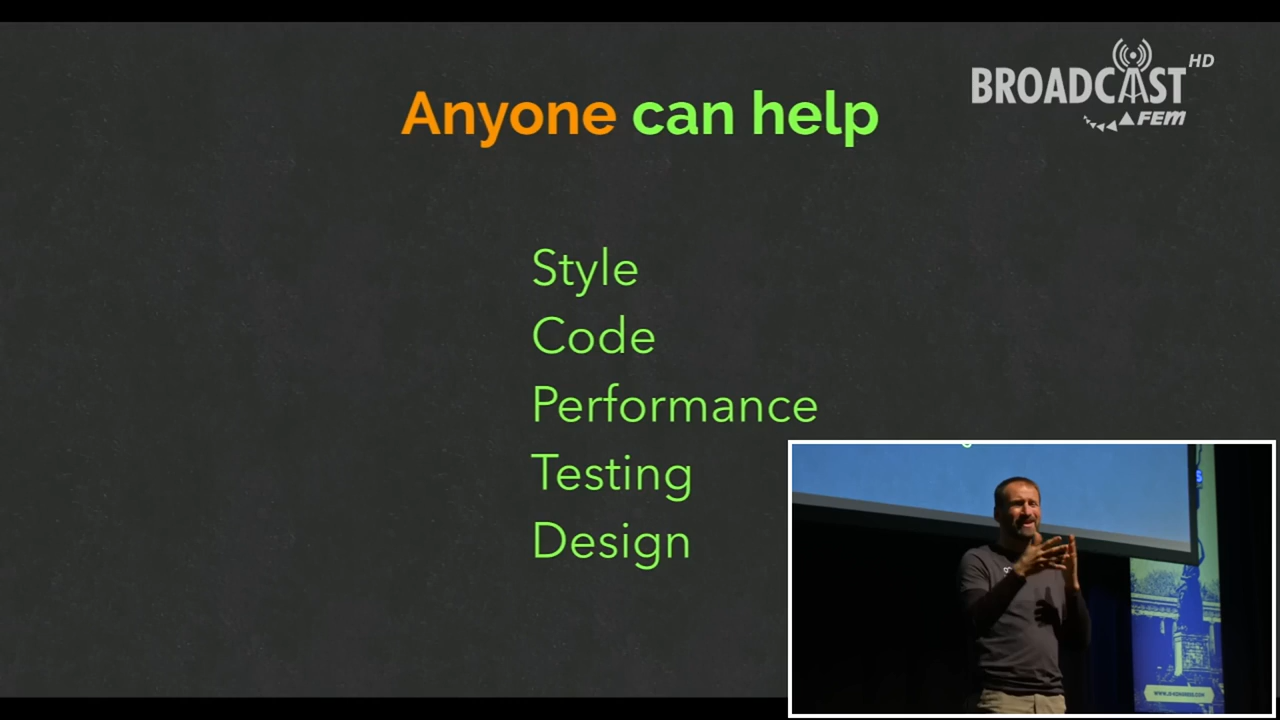 Anyone can help
BROADCAST HD
FEM
Style
Code
Performance
Testing
Design